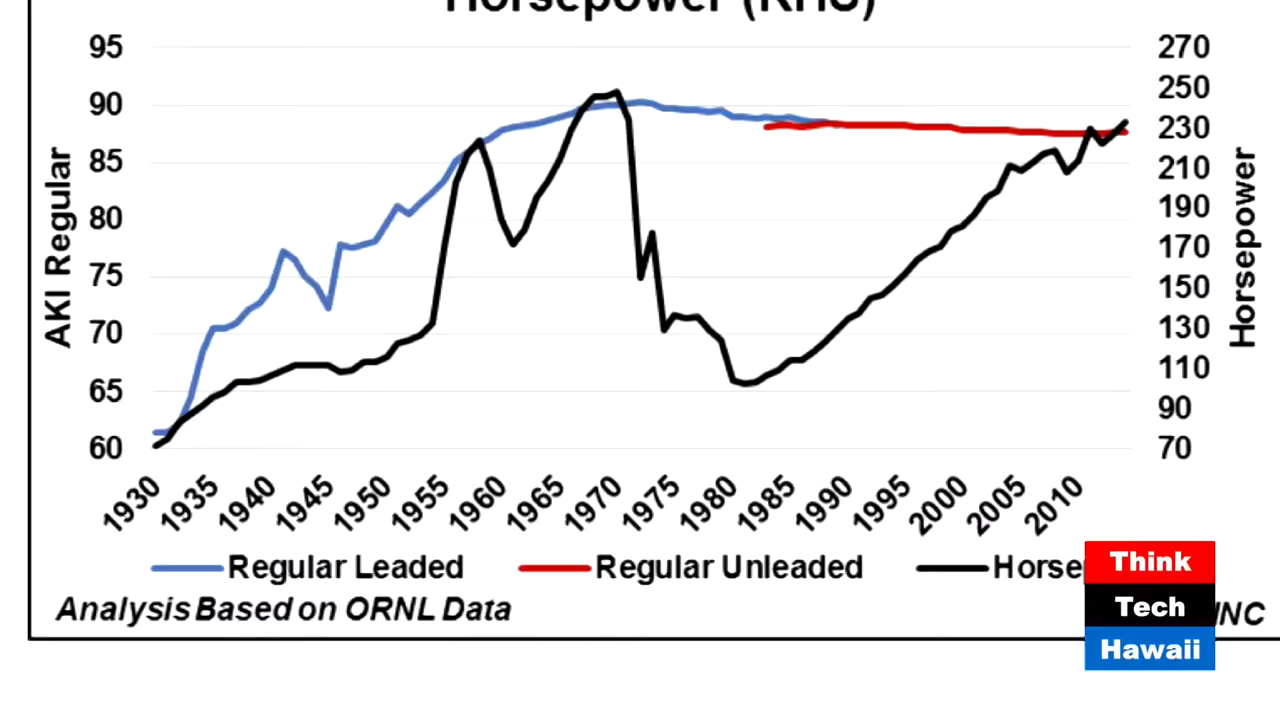 Horsepower (RHS)
95
90
85
80
75
70
65
60
AKI Regular
270
250
230
210
190
170
150
130
110
90
70
Horsepower
1930 1935 1940 1945 1950 1955 1960 1965 1970 1975 1980 1985 1990 1995 2000 2005 2010
Regular Leaded Regular Unleaded Horse
Analysis Based on ORNL Data INC
Think
Tech
Hawaii